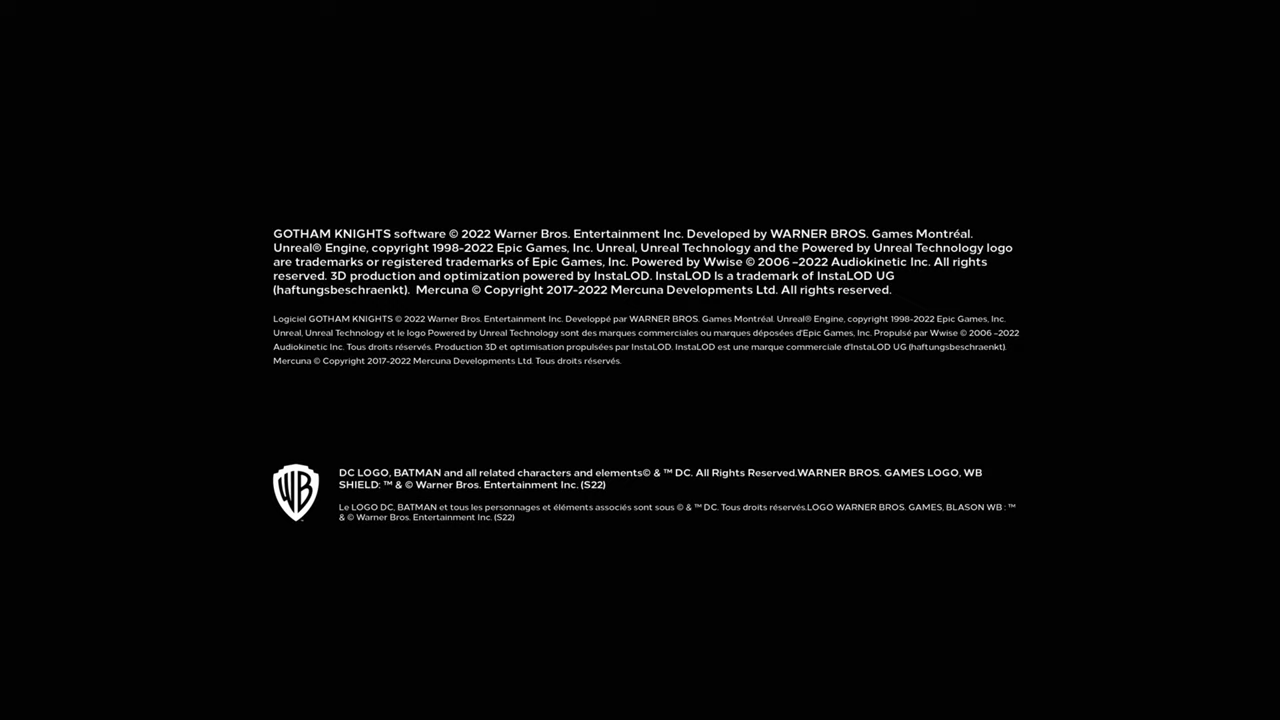 GOTHAM KNIGHTS software © 2022 Warner Bros. Entertainment Inc. Developed by WARNER BROS. Games Montréal.
Unreal® Engine, copyright 1998-2022 Epic Games, Inc. Unreal, Unreal Technology and the Powered by Unreal Technology logo
are trademarks or registered trademarks of Epic Games, Inc. Powered by Wwise © 2006 –2022 Audiokinetic Inc. All rights
reserved. 3D production and optimization powered by InstaLOD. InstaLOD Is a trademark of InstaLOD UG
(haftungsbeschraenkt).  Mercuna © Copyright 2017-2022 Mercuna Developments Ltd. All rights reserved.
Logiciel GOTHAM KNIGHTS © 2022 Warner Bros. Entertainment Inc. Developpé par WARNER BROS. Games Montréal. Unreal® Engine, copyright 1998-2022 Epic Games, Inc.
Unreal, Unreal Technology et le logo Powered by Unreal Technology sont des marques commerciales ou marques déposées d'Epic Games, Inc. Propulsé par Wwise © 2006 –2022
Audiokinetic Inc. Tous droits réservés. Production 3D et optimisation propulsées par InstaLOD. InstaLOD est une marque commerciale d'InstaLOD UG (haftungsbeschraenkt).
Mercuna © Copyright 2017-2022 Mercuna Developments Ltd. Tous droits réservés.
WB
DC LOGO, BATMAN and all related characters and elements© & ™ DC. All Rights Reserved.WARNER BROS. GAMES LOGO, WB
SHIELD: ™ & © Warner Bros. Entertainment Inc. (S22)
Le LOGO DC, BATMAN et tous les personnages et éléments associés sont sous © & ™ DC. Tous droits réservés.LOGO WARNER BROS. GAMES, BLASON WB : ™
& © Warner Bros. Entertainment Inc. (S22)